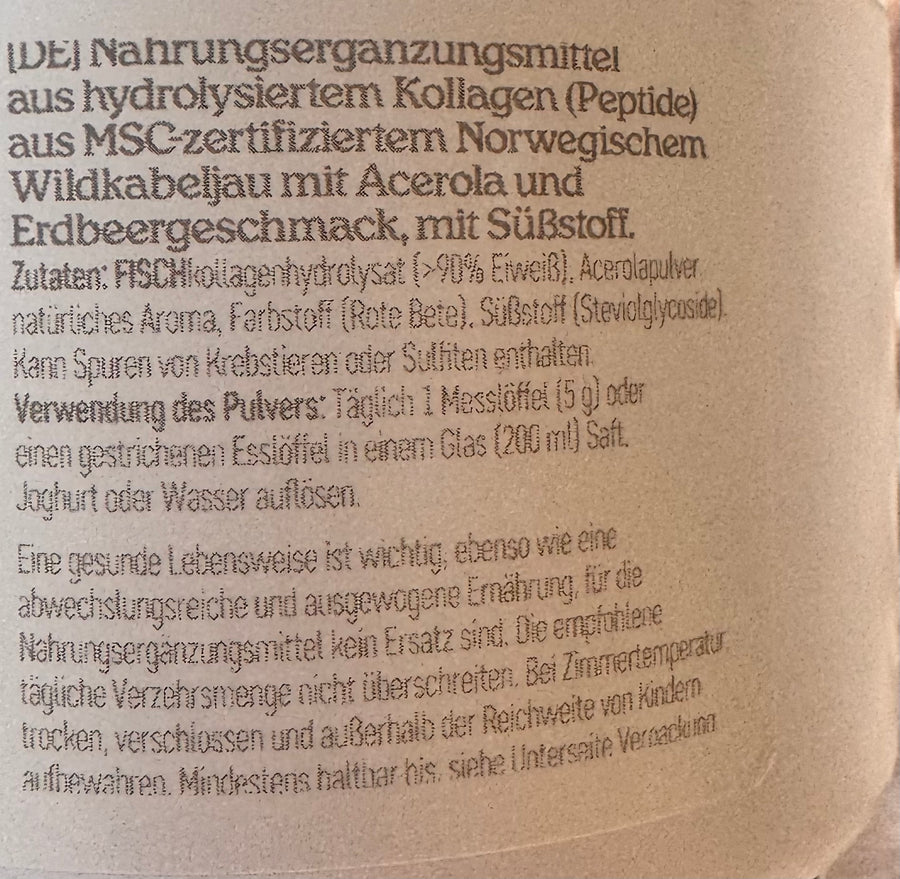 [DE] Nahrungsergänzungsmittel
aus hydrolysiertem Kollagen (Peptide)
aus MSC-zertifiziertem Norwegischem
Wildkabeljau mit Acerola und
Erdbeergeschmack, mit Süßstoff.
Zutaten: FISCHkollagenhydrolysat (>90% Eiweiß), Acerolapulver,
natürliches Aroma, Farbstoff (Rote Bete), Süßstoff (Steviolglycoside).
Kann Spuren von Krebstieren oder Sulfiten enthalten.
Verwendung des Pulvers: Täglich 1 Messlöffel (5 g) oder
einen gestrichenen Esslöffel in einem Glas (200 ml) Saft,
Joghurt oder Wasser auflösen.
Eine gesunde Lebensweise ist wichtig, ebenso wie eine
abwechslungsreiche und ausgewogene Ernährung, für die
Nahrungsergänzungsmittel kein Ersatz sind. Die empfohlene
tägliche Verzehrsmenge nicht überschreiten. Bei Zimmertemperatur
trocken, verschlossen und außerhalb der Reichweite von Kindern
aufbewahren. Mindestens haltbar bis: siehe Unterseite Verpackung.